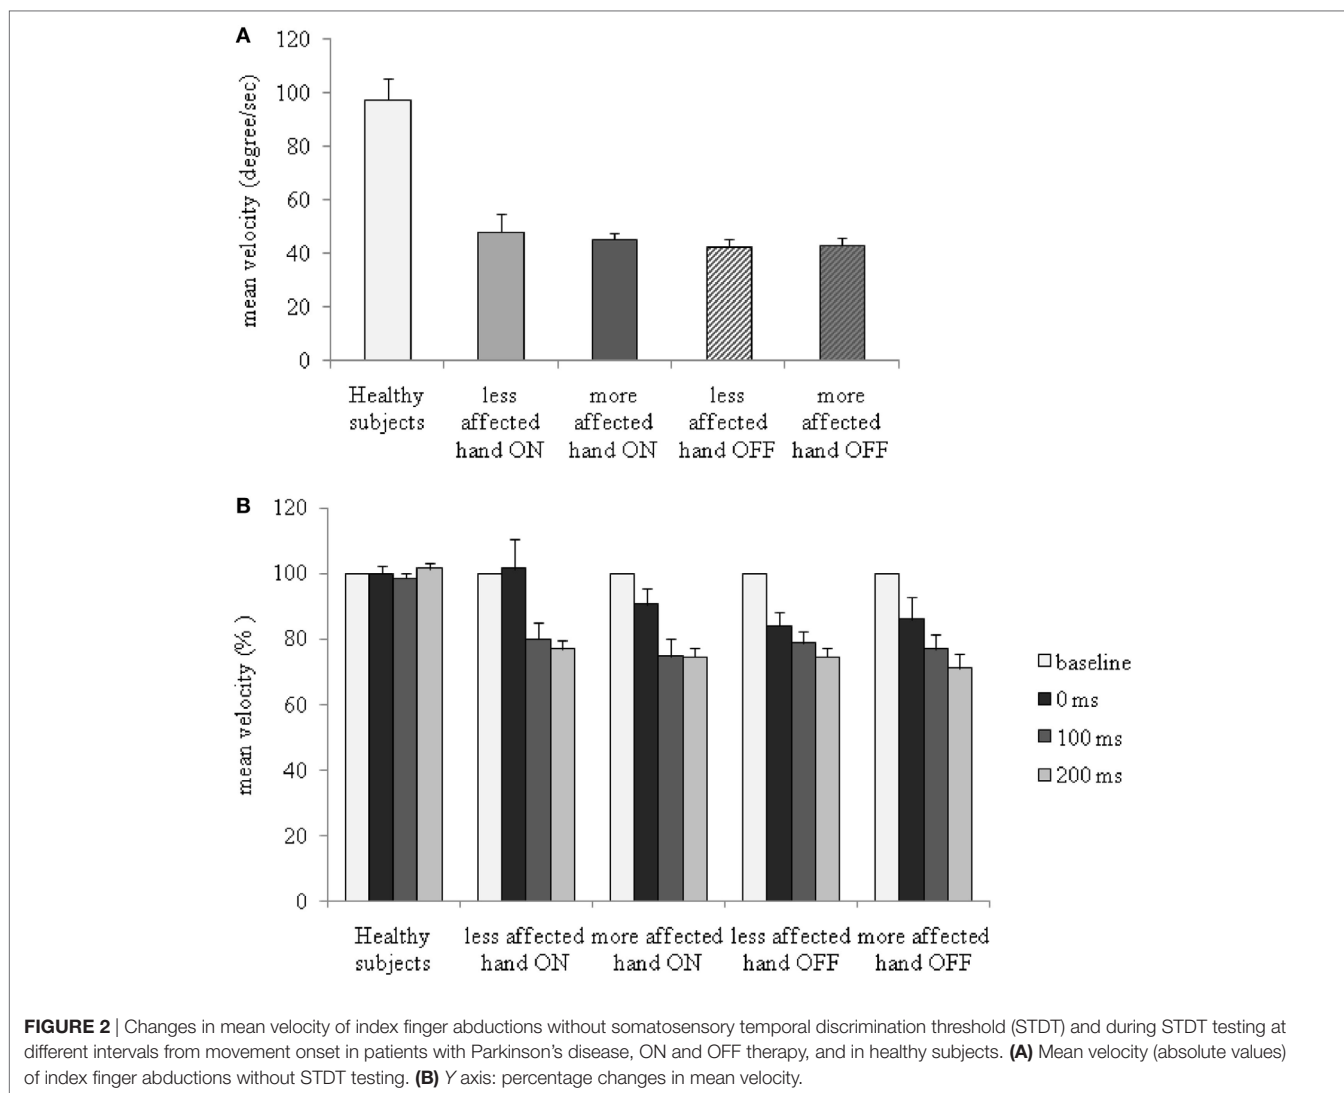 A
120
100
80
60
40
20
0
mean velocity (degree/sec)
Healthy subjects
less affected hand ON
more affected hand ON
less affected hand OFF
more affected hand OFF
B
120
100
80
60
40
20
0
mean velocity (%)
Healthy subjects
less affected hand ON
more affected hand ON
less affected hand OFF
more affected hand OFF
baseline
0 ms
100 ms
200 ms
FIGURE 2 | Changes in mean velocity of index finger abductions without somatosensory temporal discrimination threshold (STDT) and during STDT testing at
different intervals from movement onset in patients with Parkinson's disease, ON and OFF therapy, and in healthy subjects. (A) Mean velocity (absolute values)
of index finger abductions without STDT testing. (B) Y axis: percentage changes in mean velocity.